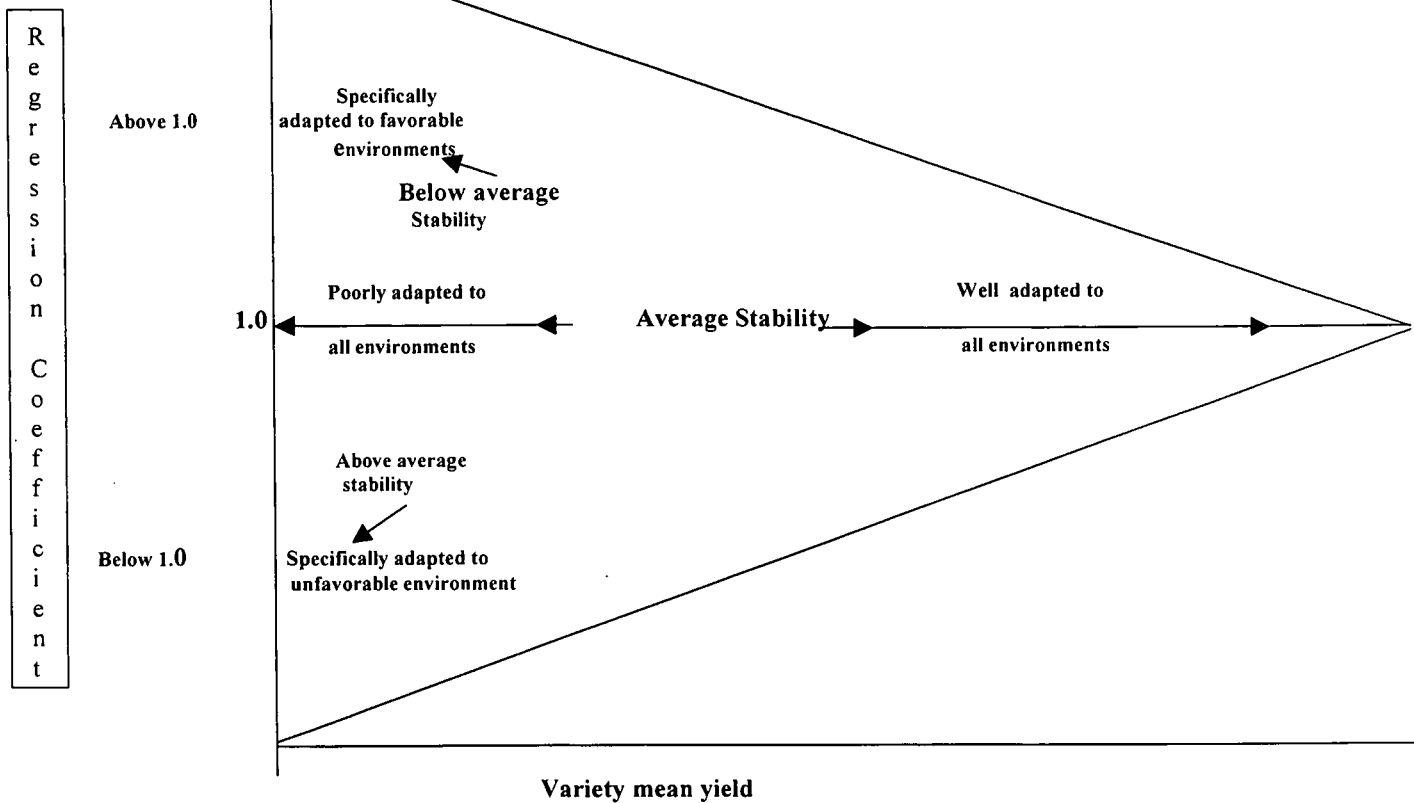 Regression Coefficient
Above 1.0
Specifically
adapted to favorable
environments
Below average
Stability
Poorly adapted to
Well adapted to
1.0
Average Stability
all environments
all environments
Above average
stability
Below 1.0
Specifically adapted to
unfavorable environment
Variety mean yield